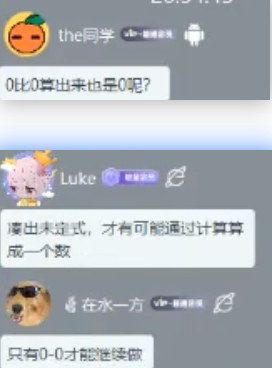 the同学
0比0算出来也是0呢?
Luke
凑出未定式，才有可能通过计算算
成一个数
在水一方
只有0-0才能继续做